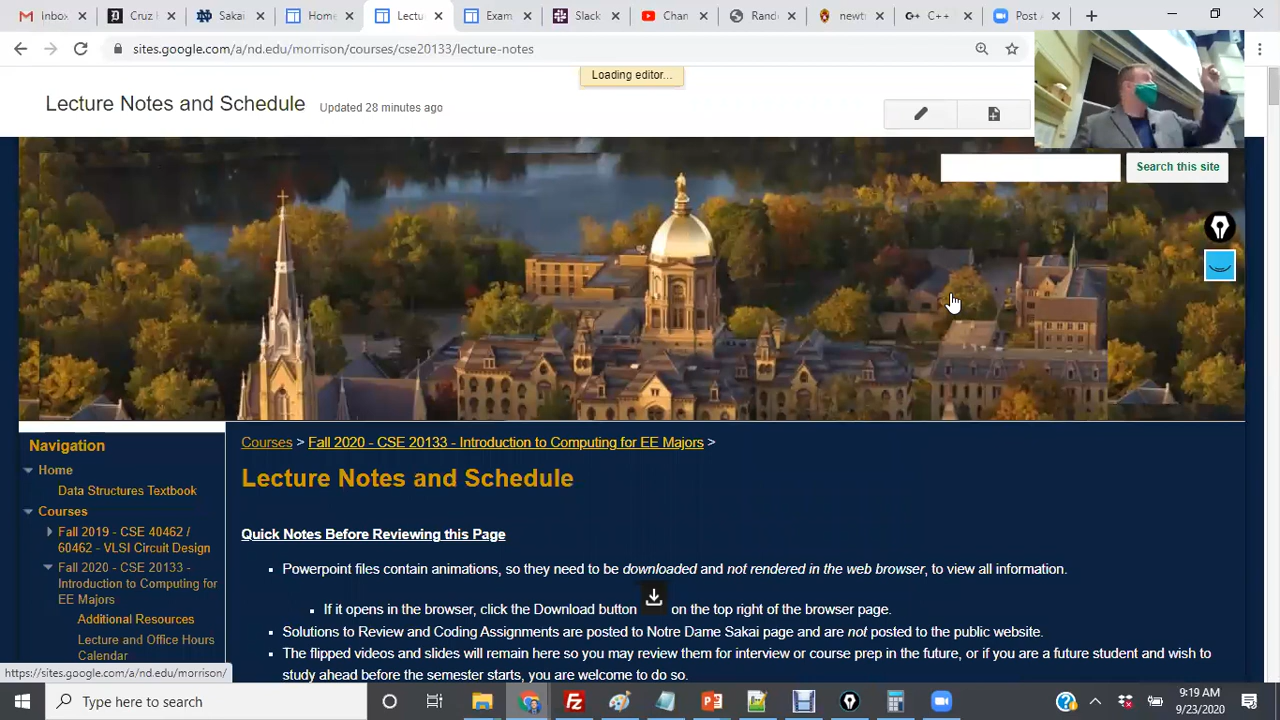 Inbox
Cruz H
Sakai
Home
Lectu
Exam
Slack
Chan
Rando
newt
C++
Post A
sites.google.com/a/nd.edu/morrison/courses/cse20133/lecture-notes
Loading editor...
Lecture Notes and Schedule Updated 28 minutes ago
Search this site
Navigation
Home
Data Structures Textbook
Courses
Fall 2019 - CSE 40462 /
60462 - VLSI Circuit Design
Fall 2020 - CSE 20133 -
Introduction to Computing for
EE Majors
Additional Resources
Lecture and Office Hours
Calendar
Courses > Fall 2020 - CSE 20133 - Introduction to Computing for EE Majors >
Lecture Notes and Schedule
Quick Notes Before Reviewing this Page
Powerpoint files contain animations, so they need to be downloaded and not rendered in the web browser, to view all information.
If it opens in the browser, click the Download button on the top right of the browser page.
Solutions to Review and Coding Assignments are posted to Notre Dame Sakai page and are not posted to the public website.
The flipped videos and slides will remain here so you may review them for interview or course prep in the future, or if you are a future student and wish to
study ahead before the semester starts, you are welcome to do so.
https://sites.google.com/a/nd.edu/morrison/
Type here to search
9:19 AM
9/23/2020